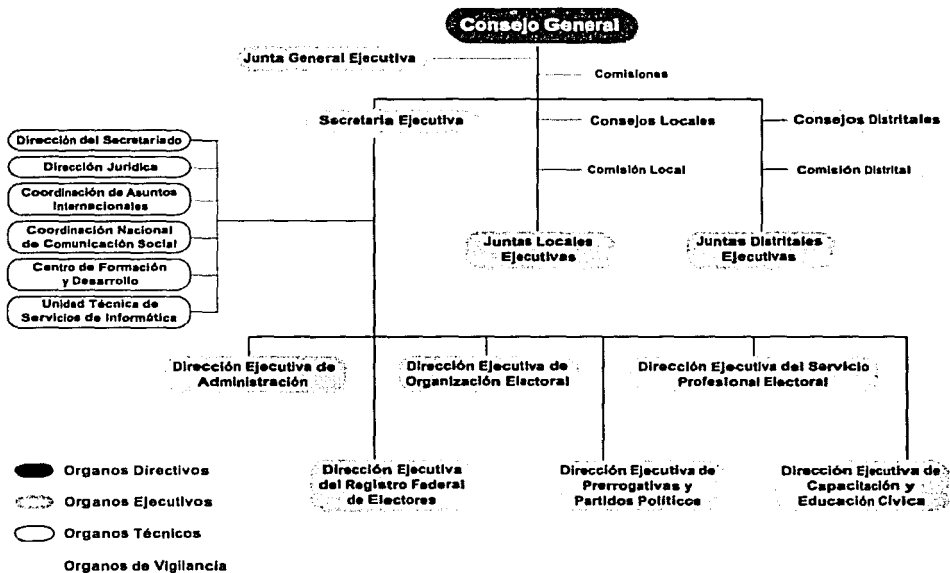 Consejo General
Junta General Ejecutiva
Comisiones
Secretaria Ejecutiva
Consejos Locales
Consejos Distritales
Dirección del Secretariado
Dirección Jurídica
Comisión Local
Comisión Distrital
Coordinación de Asuntos
Internacionales
Coordinación Nacional
de Comunicación Social
Juntas Locales
Ejecutivas
Juntas Distritales
Ejecutivas
Centro de Formación
y Desarrollo
Unidad Técnica de
Servicios de Informática
Dirección Ejecutiva de
Administración
Dirección Ejecutiva de
Organización Electoral
Dirección Ejecutiva del Servicio
Profesional Electoral
Dirección Ejecutiva
del Registro Federal
de Electores
Dirección Ejecutiva de
Prerrogativas y
Partidos Políticos
Dirección Ejecutiva de
Capacitación y
Educación Cívica
Organos Directivos
Organos Ejecutivos
Organos Técnicos
Organos de Vigilancia